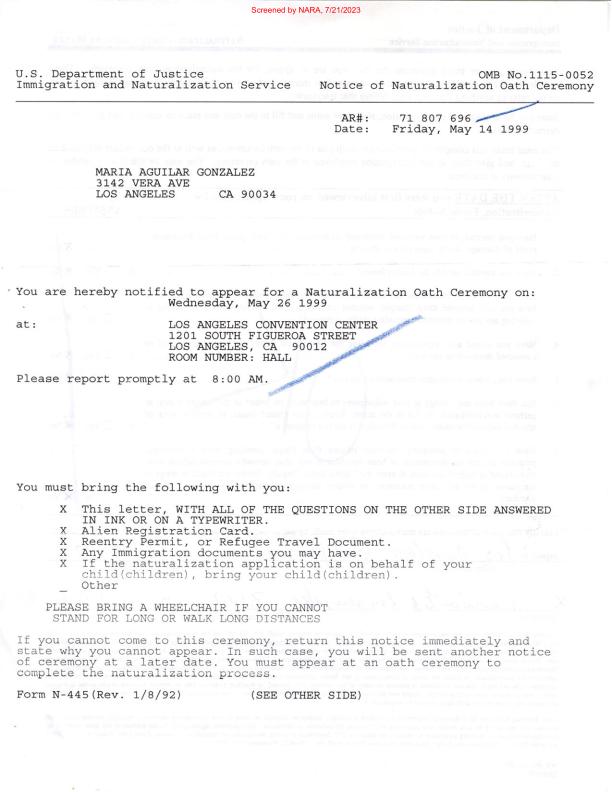 Screened by NARA, 7/21/2023
U.S. Department of Justice OMB No.1115-0052
Immigration and Naturalization Service Notice of Naturalization Oath Ceremony
AR#: 71 807 696
Date: Friday, May 14 1999
MARIA AGUILAR GONZALEZ
3142 VERA AVE
LOS ANGELES CA 90034
You are hereby notified to appear for a Naturalization Oath Ceremony on:
Wednesday, May 26 1999
at: LOS ANGELES CONVENTION CENTER
1201 SOUTH FIGUEROA STREET
LOS ANGELES, CA 90012
ROOM NUMBER: HALL
Please report promptly at 8:00 AM.
You must bring the following with you:
X This letter, WITH ALL OF THE QUESTIONS ON THE OTHER SIDE ANSWERED
IN INK OR ON A TYPEWRITER.
X Alien Registration Card.
X Reentry Permit, or Refugee Travel Document.
X Any Immigration documents you may have.
X If the naturalization application is on behalf of your
child(children), bring your child(children).
_ Other
PLEASE BRING A WHEELCHAIR IF YOU CANNOT
STAND FOR LONG OR WALK LONG DISTANCES
If you cannot come to this ceremony, return this notice immediately and
state why you cannot appear. In such case, you will be sent another notice
of ceremony at a later date. You must appear at an oath ceremony to
complete the naturalization process.
Form N-445(Rev. 1/8/92) (SEE OTHER SIDE)